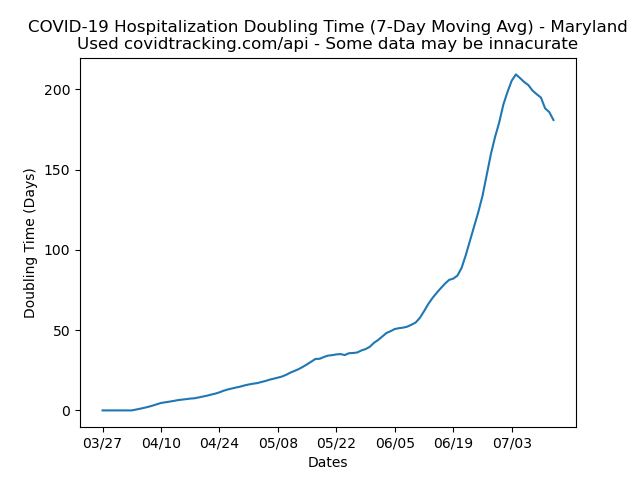 COVID-19 Hospitalization Doubling Time (7-Day Moving Avg) - Maryland
Used covidtracking.com/api - Some data may be innacurate
Doubling Time (Days)
200
150
100
50
0
03/27 04/10 04/24 05/08 05/22 06/05 06/19 07/03
Dates